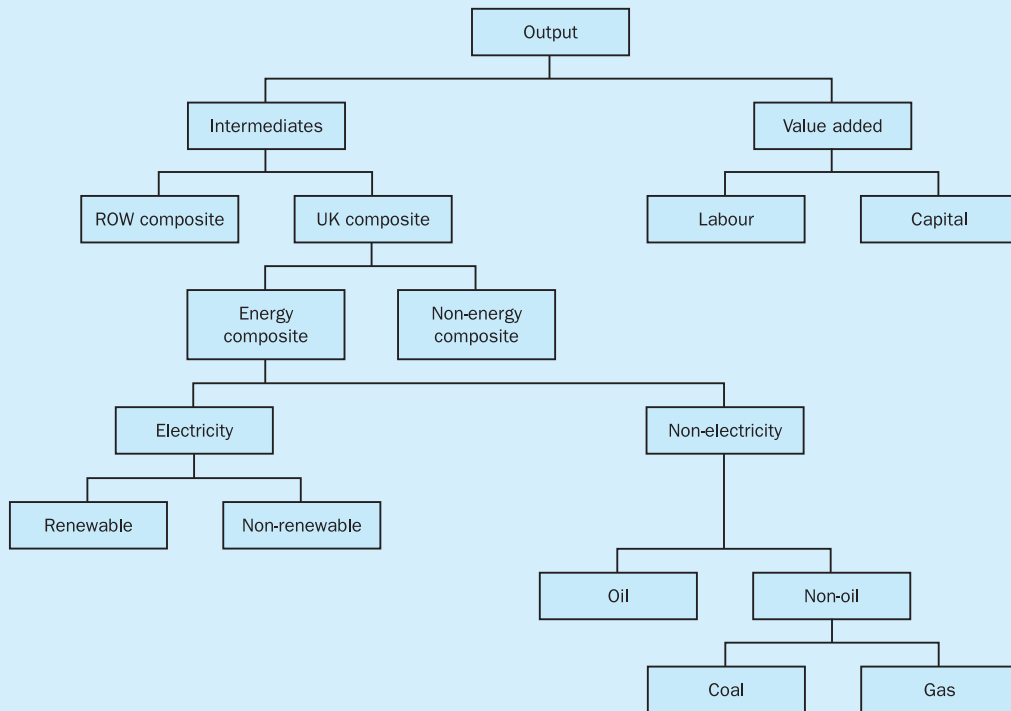 Output
Intermediates
Value added
ROW composite
UK composite
Labour
Capital
Energy
composite
Non-energy
composite
Electricity
Non-electricity
Renewable
Non-renewable
Oil
Non-oil
Coal
Gas